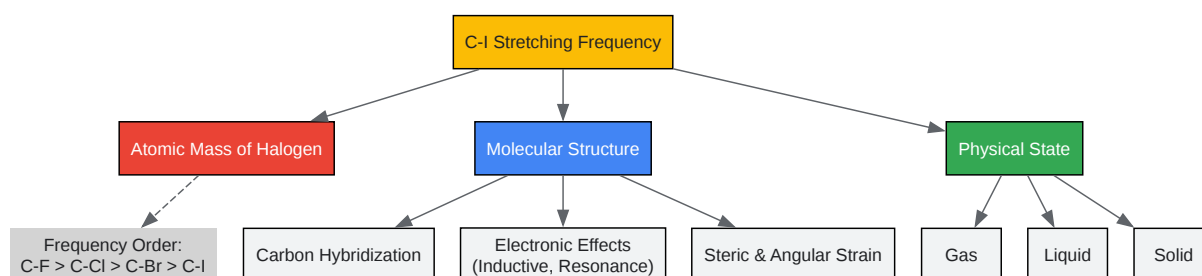 C-I Stretching Frequency
Atomic Mass of Halogen
Molecular Structure
Physical State
Frequency Order:
C-F > C-Cl > C-Br > C-I
Carbon Hybridization
Electronic Effects
(Inductive, Resonance)
Steric & Angular Strain
Gas
Liquid
Solid